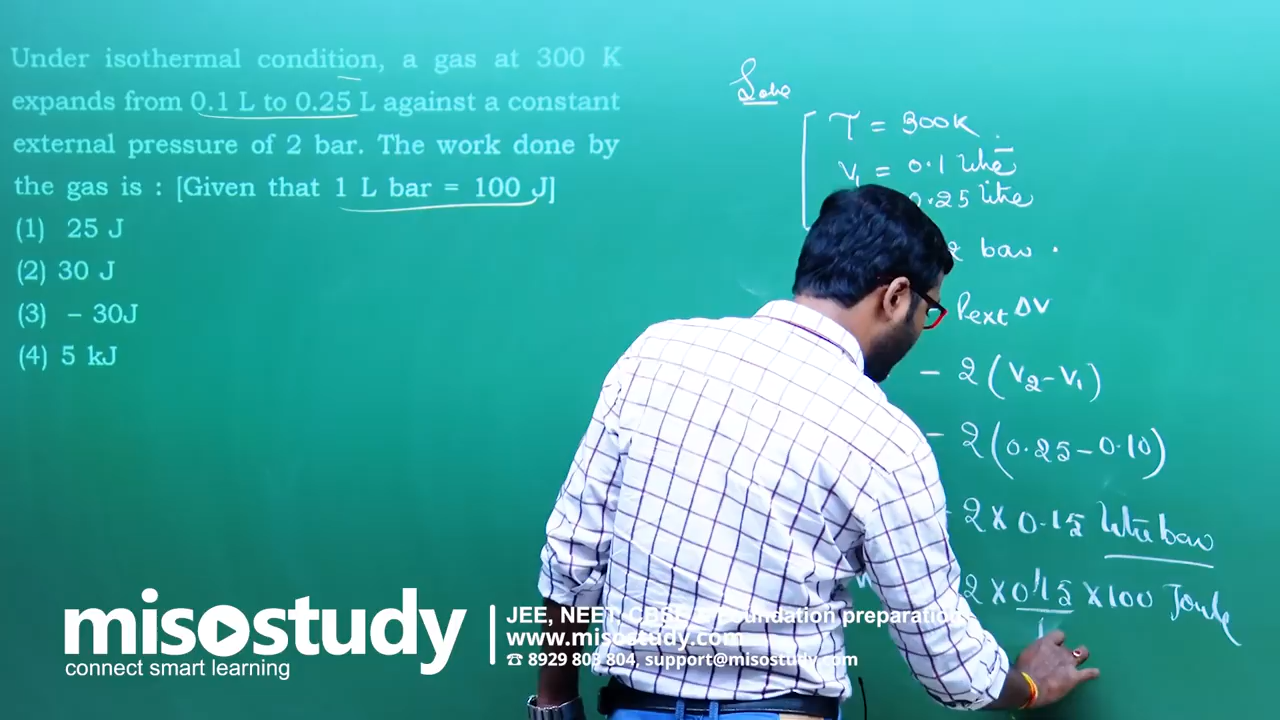 Under isothermal condition, a gas at 300 K
expands from 0.1 L to 0.25 L against a constant
external pressure of 2 bar. The work done by
the gas is : [Given that 1 L bar = 100 J]
(1) 25 J
(2) 30 J
(3) – 30J
(4) 5 kJ
T = 300K
V₁ = 0.1 litre
0.25 litre
2 bar
Pext ΔV
– 2 (V₂–V₁)
– 2 (0.25–0.10)
2 × 0.15 litre bar
2 × 0.15 × 100 Joule
misostudy
connect smart learning
JEE, NEET, CBSE & Foundation preparation
www.misostudy.com
8929 803 804, support@misostudy.com